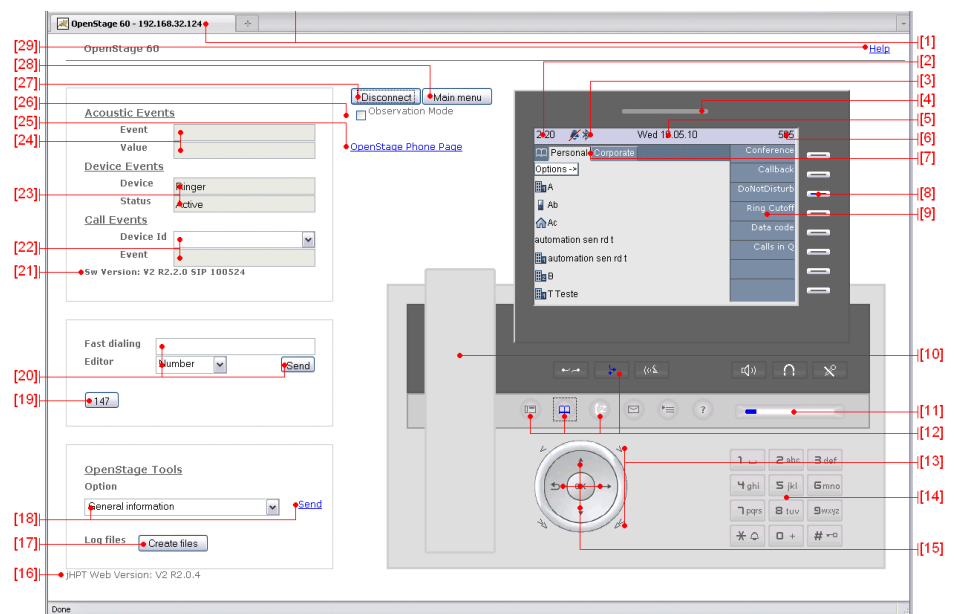 OpenStage 60 - 192.168.32.124
[29]
OpenStage 60
Help
[1]
[28]
[2]
[27]
Disconnect
Main menu
[3]
[26]
Observation Mode
[4]
[25]
Acoustic Events
[5]
[24]
Event
Value
2:20
Wed
05.10
[6]
OpenStage Phone Page
Personal
Corporate
Conference
[7]
Device Events
Options ->
Callback
[23]
Device
Ringer
A
DoNotDisturb
[8]
Status
Active
Ab
Ring Cutoff
[9]
Call Events
Ac
Data code
[22]
Device Id
automation sen rd t
Calls in Q
Event
automation sen rd t
[21]
Sw Version: V2 R2.2.0 SIP 100524
B
T Teste
Fast dialing
[10]
[20]
Editor
Number
Send
[19]
147
[11]
?
[12]
OpenStage Tools
1
2 abc
3 def
[13]
Option
OK
4 ghi
5 jkl
6 mno
[14]
General information
Send
[18]
7 pqrs
8 tuv
9 wxyz
[17]
Log files
Create files
* 
0 +
#
[15]
[16]
jHPT Web Version: V2 R2.0.4
Done